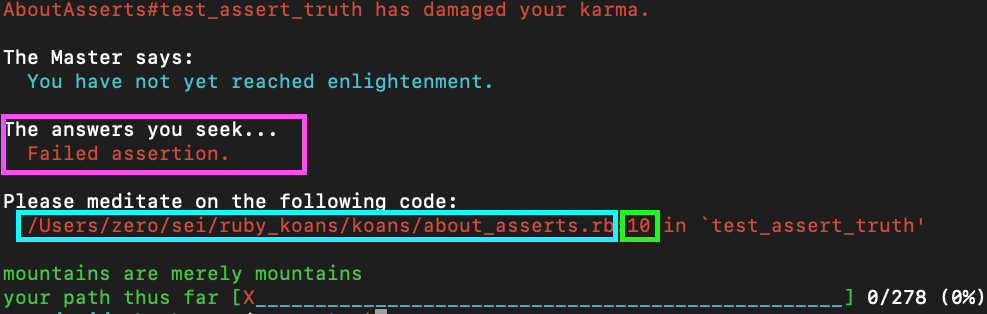 AboutAsserts#test_assert_truth has damaged your karma.
The Master says:
You have not yet reached enlightenment.
The answers you seek...
Failed assertion.
Please meditate on the following code:
/Users/zero/sei/ruby_koans/koans/about_asserts.rb:10 in `test_assert_truth'
mountains are merely mountains
your path thus far [X_________________________________________________] 0/278 (0%)